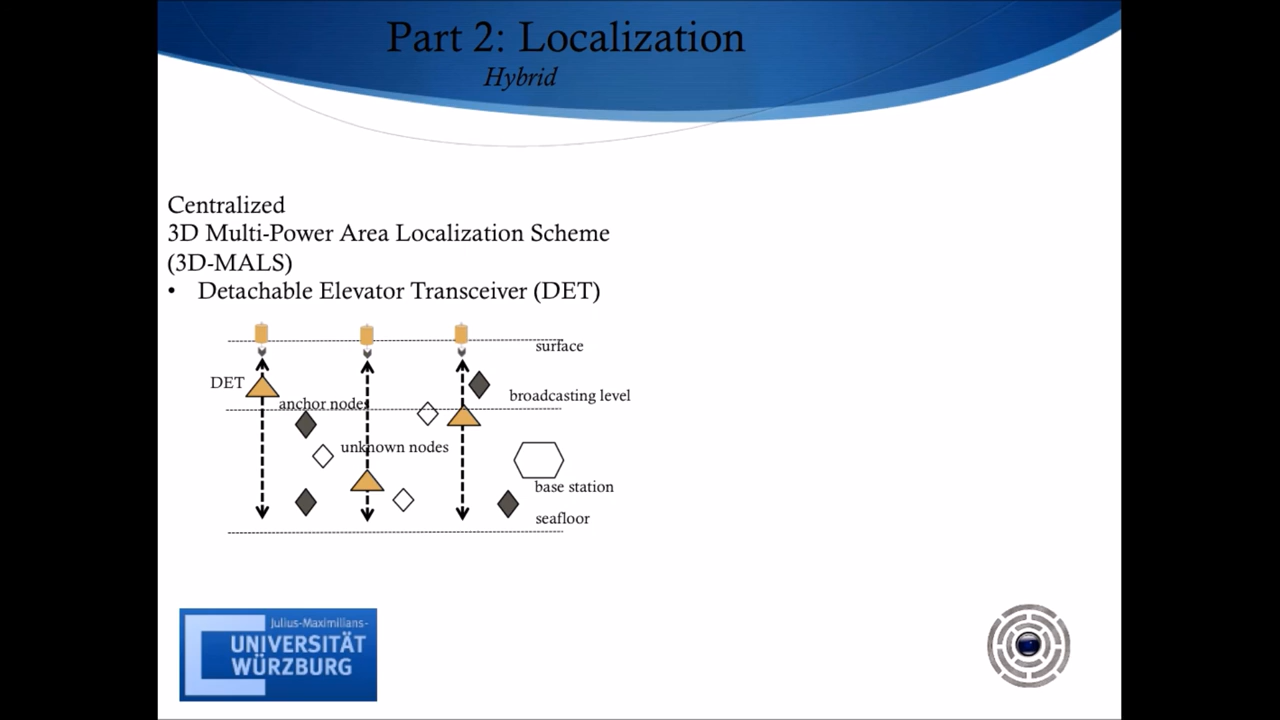 Part 2: Localization
Hybrid
Centralized
3D Multi-Power Area Localization Scheme
(3D-MALS)
• Detachable Elevator Transceiver (DET)
surface
DET
broadcasting level
anchor nodes
unknown nodes
base station
seafloor
Julius-Maximilians-
UNIVERSITÄT
WÜRZBURG